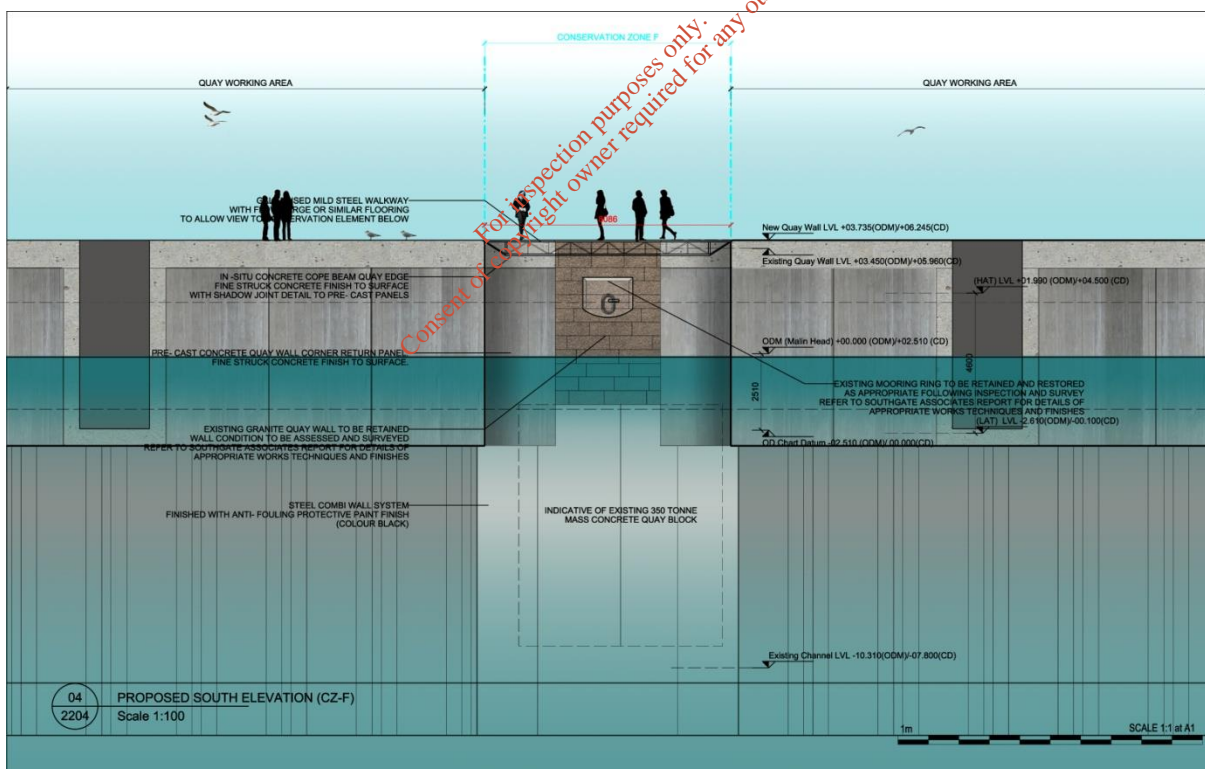 CONSERVATION ZONE F
QUAY WORKING AREA
QUAY WORKING AREA
For inspection purposes only.
Consent of copyright owner required for any
MILD STEEL WALKWAY
WITH OR SIMILAR FLOORING
TO ALLOW VIEW TO ELEMENT BELOW
New Quay Wall LVL +03.735(ODM)/+06.245(CD)
Existing Quay Wall LVL +03.450(ODM)/+05.960(CD)
IN -SITU CONCRETE COPE BEAM QUAY EDGE
FINE STRUCK CONCRETE FINISH TO SURFACE
WITH SHADOW JOINT DETAIL TO PRE- CAST PANELS
(HAT) LVL +01.990 (ODM)/+04.500 (CD)
PRE- CAST CONCRETE QUAY WALL CORNER RETURN PANEL
FINE STRUCK CONCRETE FINISH TO SURFACE.
ODM (Malin Head) +00.000 (ODM)/+02.510 (CD)
4600
2510
EXISTING MOORING RING TO BE RETAINED AND RESTORED
AS APPROPRIATE FOLLOWING INSPECTION AND SURVEY
REFER TO SOUTHGATE ASSOCIATES REPORT FOR DETAILS OF
APPROPRIATE WORKS TECHNIQUES AND FINISHES
(LAT) LVL -2.610(ODM)/-00.100(CD)
EXISTING GRANITE QUAY WALL TO BE RETAINED
WALL CONDITION TO BE ASSESSED AND SURVEYED
REFER TO SOUTHGATE ASSOCIATES REPORT FOR DETAILS OF
APPROPRIATE WORKS TECHNIQUES AND FINISHES
OD Chart Datum -02.510 (ODM)/ 00.000(CD)
STEEL COMBI WALL SYSTEM
FINISHED WITH ANTI- FOULING PROTECTIVE PAINT FINISH
(COLOUR BLACK)
INDICATIVE OF EXISTING 350 TONNE
MASS CONCRETE QUAY BLOCK
Existing Channel LVL -10.310(ODM)/-07.800(CD)
04
2204
PROPOSED SOUTH ELEVATION (CZ-F)
Scale 1:100
1m
SCALE 1:1 at A1